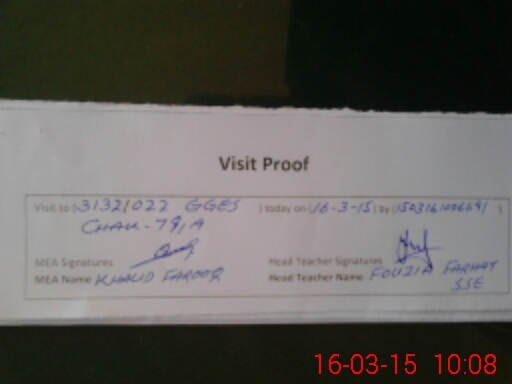 Visit Proof
Visit to (31321022 GGES ) today on (16-3-15) by (
CHAK-79/A
MEA Signatures Head Teacher Signatures
MEA Name KHALID FAROOQ Head Teacher Name FOUZIA FARHAT
SSE
16-03-15 10:08